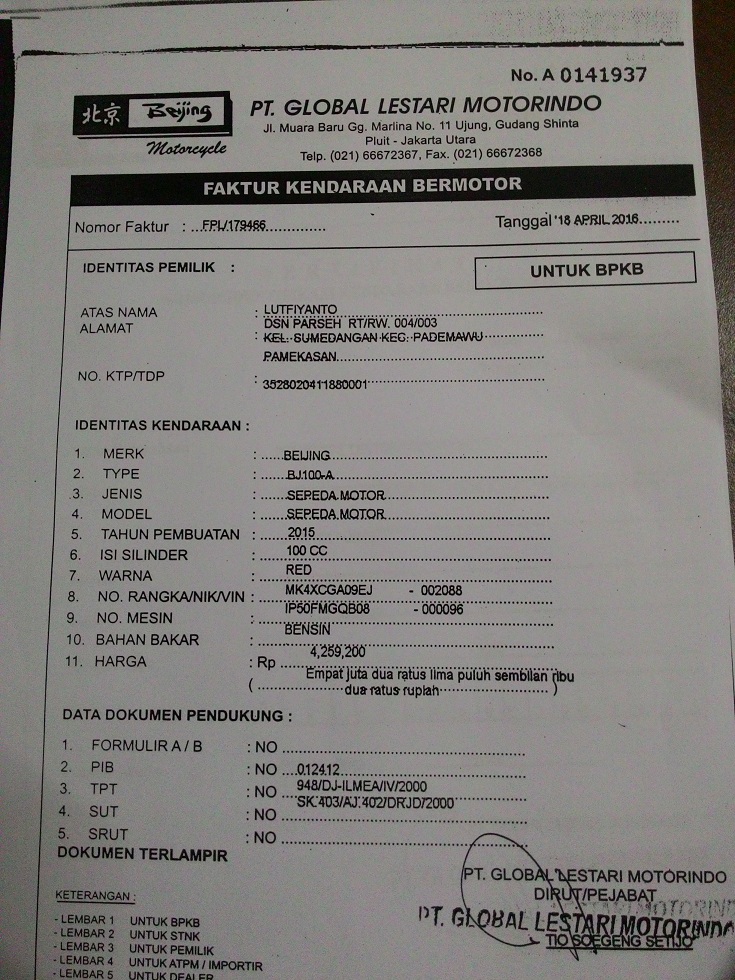 No. A 0141937
北京 Beijing
Motorcycle
PT. GLOBAL LESTARI MOTORINDO
Jl. Muara Baru Gg. Marlina No. 11 Ujung, Gudang Shinta
Pluit - Jakarta Utara
Telp. (021) 66672367, Fax. (021) 66672368
FAKTUR KENDARAAN BERMOTOR
Nomor Faktur : ...FPI./179466..............
Tanggal '18 APRIL 2016.........
IDENTITAS PEMILIK :
UNTUK BPKB
ATAS NAMA : LUTFIYANTO
ALAMAT : DSN PARSEH RT/RW. 004/003
KEL. SUMEDANGAN KEC. PADEMAWU
PAMEKASAN
NO. KTP/TDP : 3528020411880001
IDENTITAS KENDARAAN :
1. MERK : BEIJING
2. TYPE : BJ100-A
3. JENIS : SEPEDA MOTOR
4. MODEL : SEPEDA MOTOR
5. TAHUN PEMBUATAN : 2015
6. ISI SILINDER : 100 CC
7. WARNA : RED
8. NO. RANGKA/NIK/VIN : MK4XCGA09EJ - 002088
9. NO. MESIN : IP50FMGQB08 - 000096
10. BAHAN BAKAR : BENSIN
11. HARGA : Rp 4,259,200
( Empat juta dua ratus lima puluh sembilan ribu
dua ratus rupiah )
DATA DOKUMEN PENDUKUNG :
1. FORMULIR A / B : NO
2. PIB : NO 012412
3. TPT : NO 948/DJ-ILMEA/IV/2000
4. SUT : NO SK.403/AJ.402/DRJD/2000
5. SRUT : NO
DOKUMEN TERLAMPIR
PT. GLOBAL LESTARI MOTORINDO
DIRUT/PEJABAT
PT. GLOBAL LESTARI MOTORINDO
TIO SOEGENG SETIJO
KETERANGAN :
- LEMBAR 1 UNTUK BPKB
- LEMBAR 2 UNTUK STNK
- LEMBAR 3 UNTUK PEMILIK
- LEMBAR 4 UNTUK ATPM / IMPORTIR
- LEMBAR 5 UNTUK DEALER